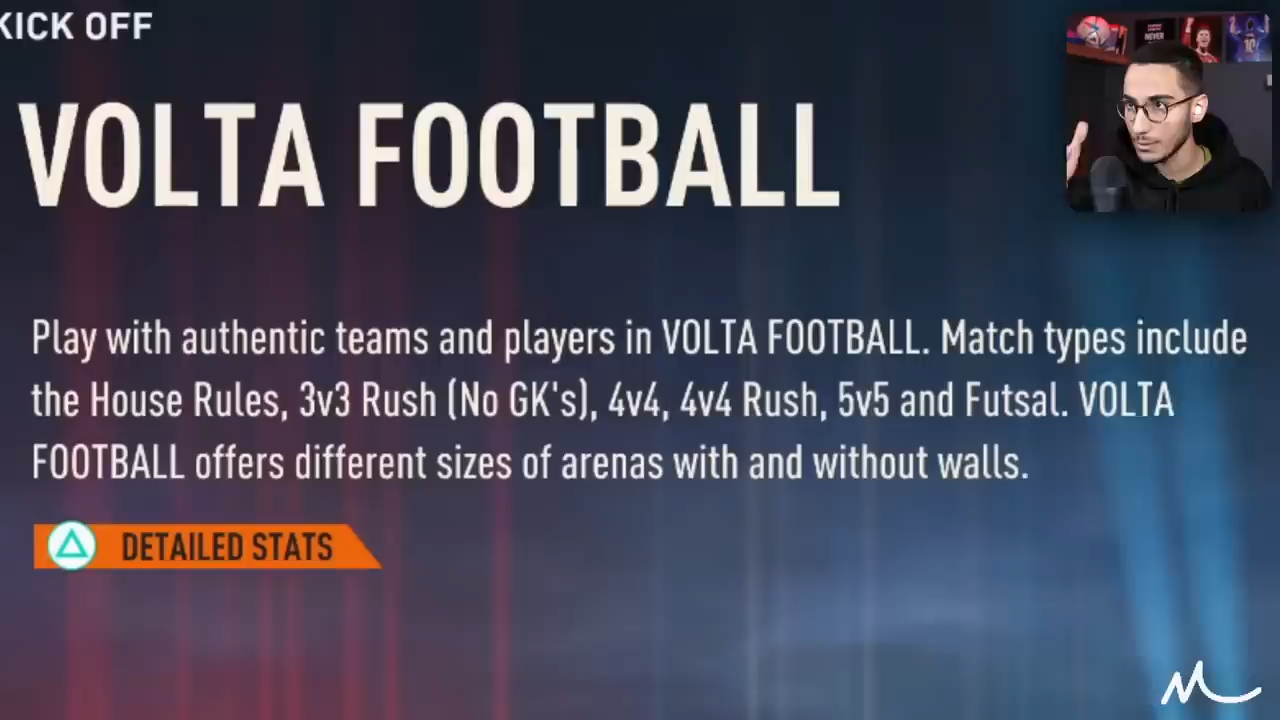 KICK OFF
VOLTA FOOTBALL
Play with authentic teams and players in VOLTA FOOTBALL. Match types include
the House Rules, 3v3 Rush (No GK's), 4v4, 4v4 Rush, 5v5 and Futsal. VOLTA
FOOTBALL offers different sizes of arenas with and without walls.
DETAILED STATS
NEVER
10